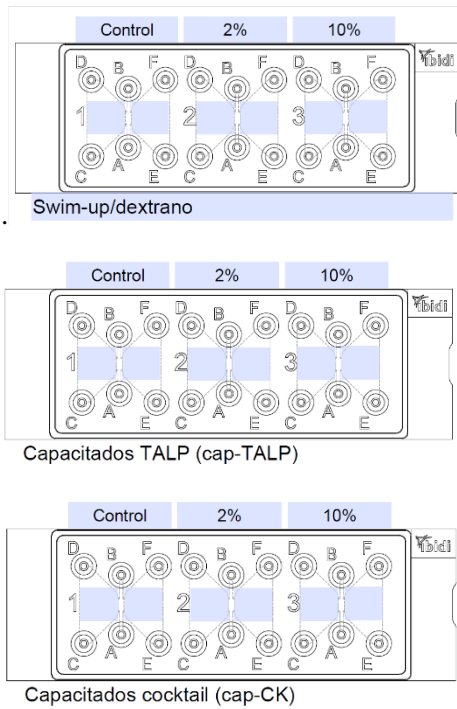 Control 2% 10%
D B F D B F D B F ibidi
1 2 3
C A E C A E C A E
Swim-up/dextrano
.
Control 2% 10%
D B F D B F D B F ibidi
1 2 3
C A E C A E C A E
Capacitados TALP (cap-TALP)
Control 2% 10%
D B F D B F D B F ibidi
1 2 3
C A E C A E C A E
Capacitados cocktail (cap-CK)